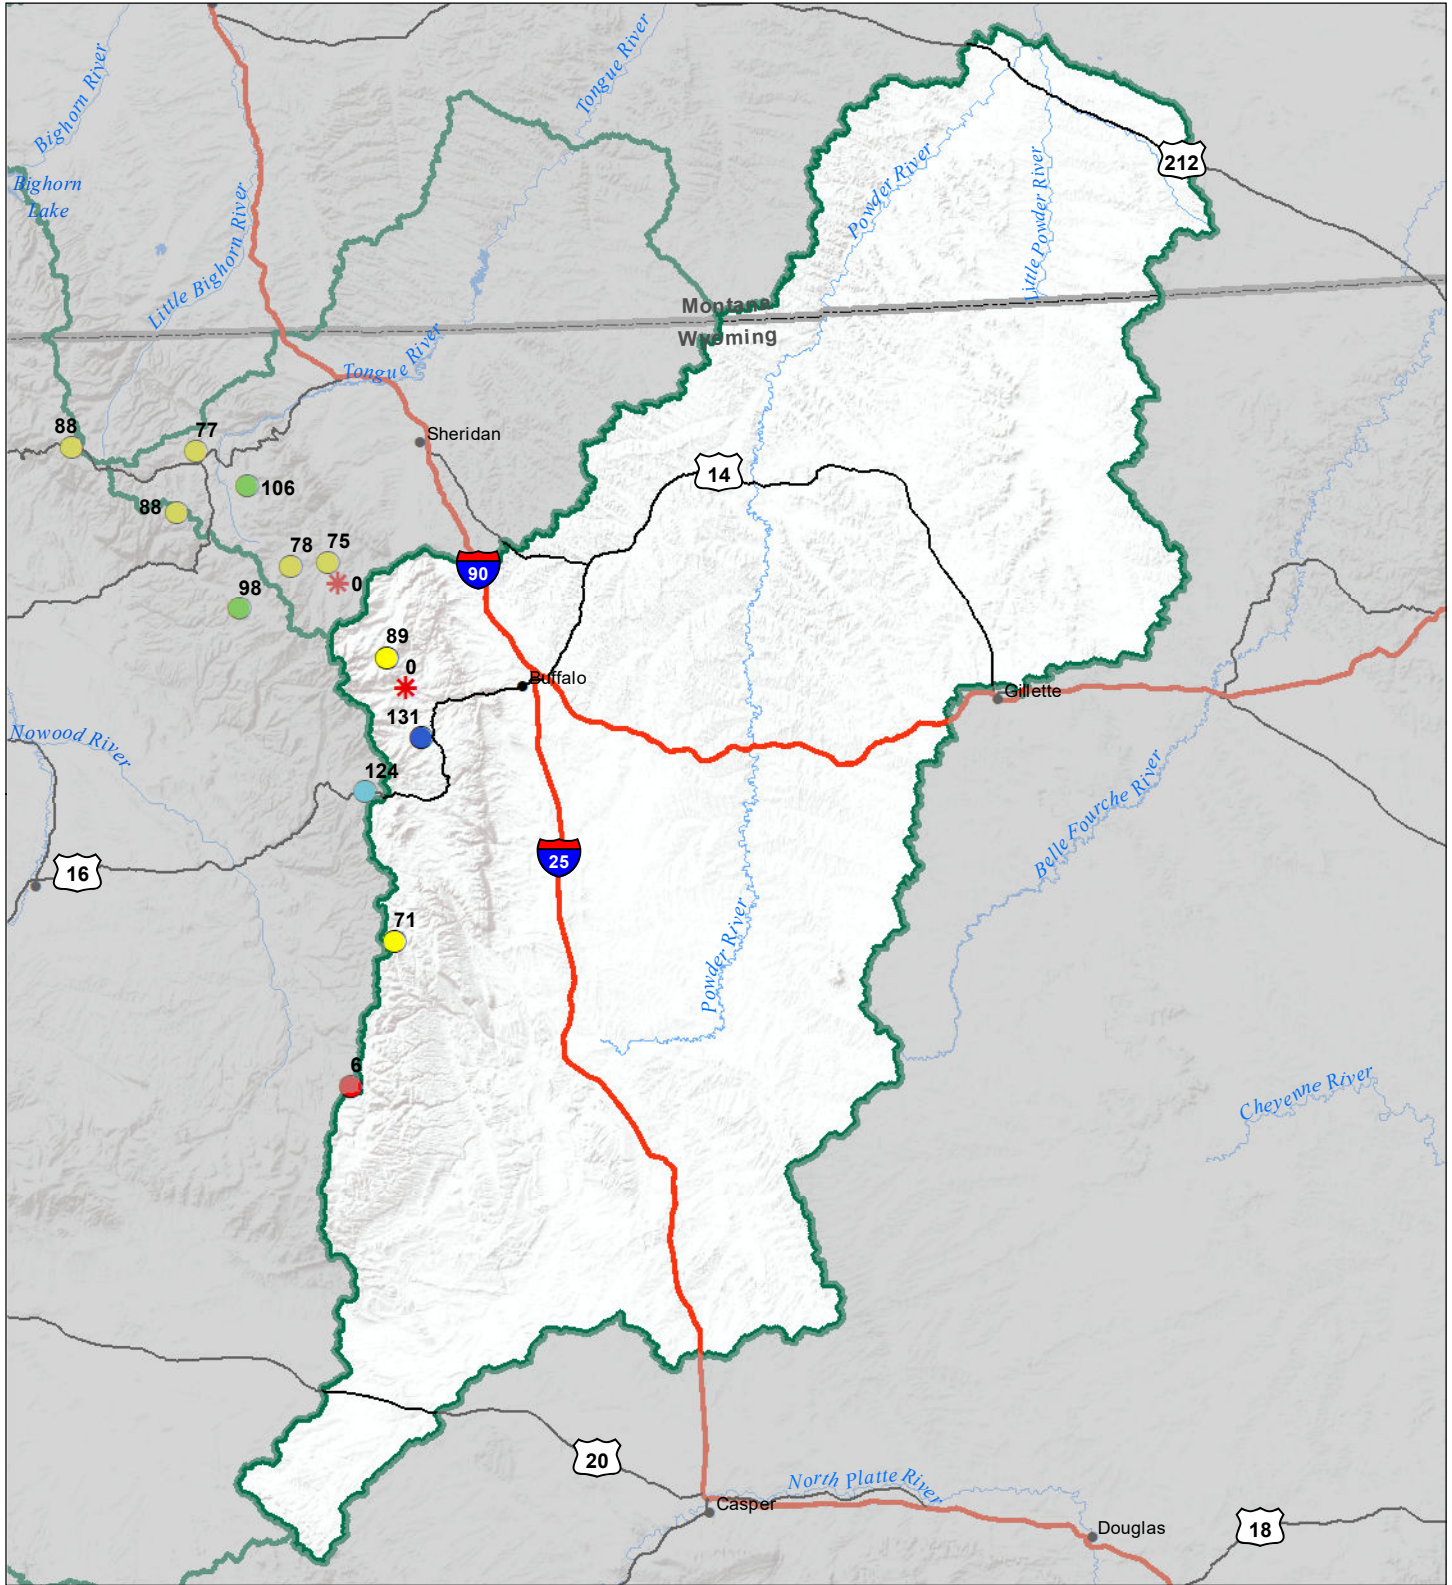 Bighorn River
Tongue River
212
Powder River
Little Powder River
Bighorn
Lake
Little Bighorn River
Montana
Wyoming
Tongue River
88
77
Sheridan
106
14
88
78
75
0
90
98
89
0
Buffalo
Gillette
131
Nowood River
124
Belle Fourche River
25
16
71
Powder River
6
Cheyenne River
20
North Platte River
Casper
Douglas
18